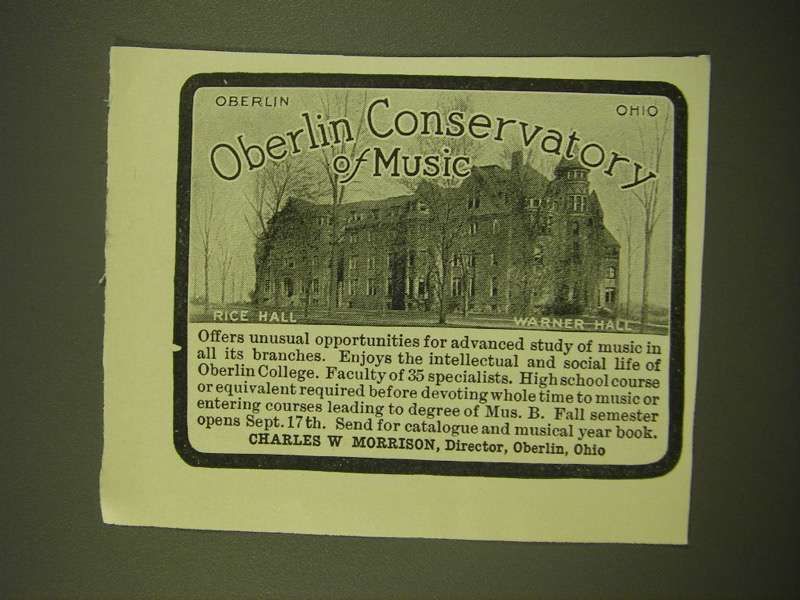 OBERLIN OHIO
Oberlin Conservatory
of Music
RICE HALL WARNER HALL
Offers unusual opportunities for advanced study of music in
all its branches. Enjoys the intellectual and social life of
Oberlin College. Faculty of 35 specialists. High school course
or equivalent required before devoting whole time to music or
entering courses leading to degree of Mus. B. Fall semester
opens Sept. 17th. Send for catalogue and musical year book.
CHARLES W MORRISON, Director, Oberlin, Ohio